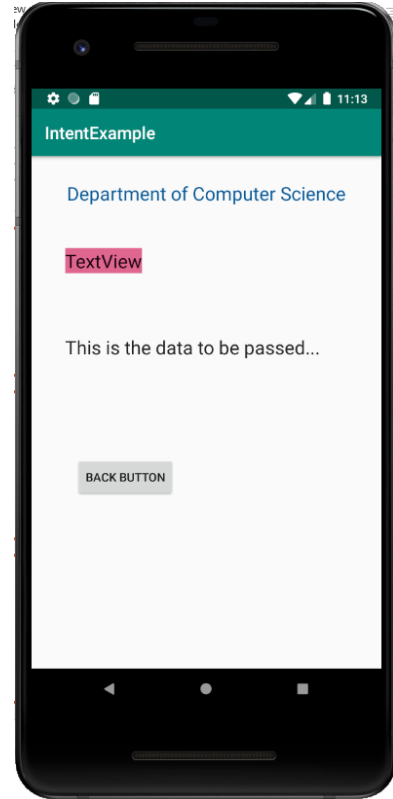 11:13
IntentExample
Department of Computer Science
TextView
This is the data to be passed...
BACK BUTTON